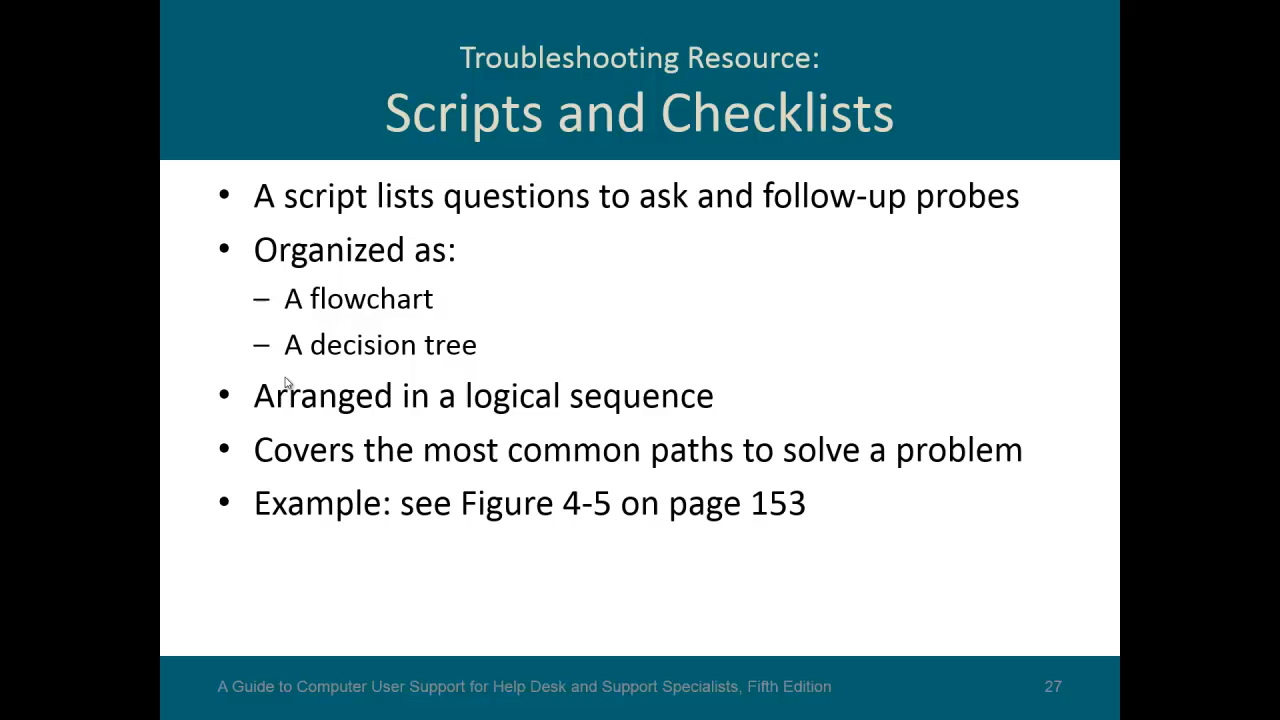 Troubleshooting Resource:
Scripts and Checklists
• A script lists questions to ask and follow-up probes
• Organized as:
– A flowchart
– A decision tree
• Arranged in a logical sequence
• Covers the most common paths to solve a problem
• Example: see Figure 4-5 on page 153
A Guide to Computer User Support for Help Desk and Support Specialists, Fifth Edition 27